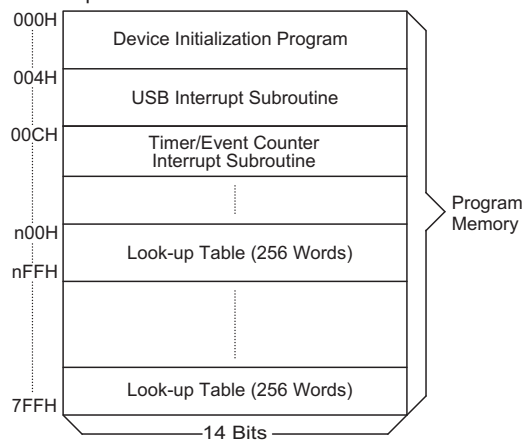 000H
Device Initialization Program
004H
USB Interrupt Subroutine
00CH
Timer/Event Counter
Interrupt Subroutine
Program
Memory
n00H
Look-up Table (256 Words)
nFFH
Look-up Table (256 Words)
7FFH
14 Bits